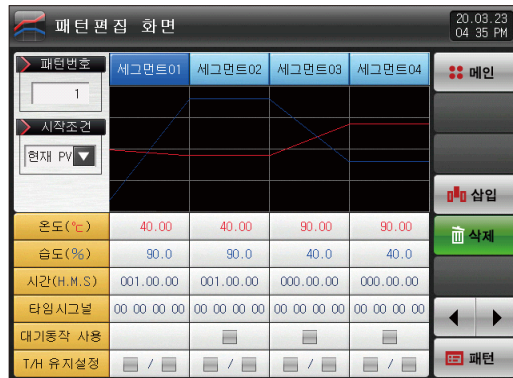 패턴편집 화면
20.03.23
04 35 PM
패턴번호
1
시작조건
현재 PV
세그먼트01 세그먼트02 세그먼트03 세그먼트04
온도(℃) 40.00 40.00 90.00 90.00
습도(%) 90.0 90.0 40.0 40.0
시간(H.M.S) 001.00.00 001.00.00 000.00.00 000.00.00
타임시그널 00 00 00 00 00 00 00 00 00 00 00 00 00 00 00 00
대기동작 사용
T/H 유지설정 / / / /
메인
삽입
삭제
패턴